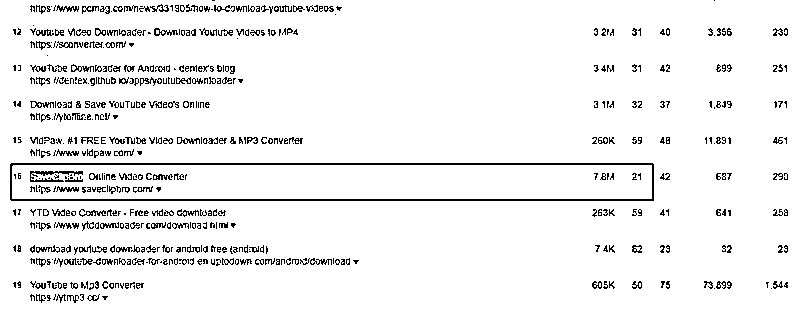 https://www.pcmag.com/news/331905/how-to-download-youtube-videos ▾
12 Youtube Video Downloader - Download Youtube Videos to MP4 3.2M 31 40 3,356 230
https://sconverter.com/ ▾
13 YouTube Downloader for Android - dentex's blog 3.4M 31 42 899 251
https://dentex.github.io/apps/youtubedownloader ▾
14 Download & Save YouTube Video's Online 3.1M 32 37 1,849 171
https://ytoffline.net/ ▾
15 VidPaw. #1 FREE YouTube Video Downloader & MP3 Converter 260K 59 48 11,891 461
https://www.vidpaw.com/ ▾
16 SaveClipBro Online Video Converter 7.8M 21 42 687 290
https://www.saveclipbro.com/ ▾
17 YTD Video Converter - Free video downloader 263K 59 41 641 258
https://www.ytddownloader.com/download.html ▾
18 download youtube downloader for android free (android) 7.4K 82 23 32 23
https://youtube-downloader-for-android.en.uptodown.com/android/download ▾
19 YouTube to Mp3 Converter 605K 50 75 73,899 1,544
https://ytmp3.cc/ ▾